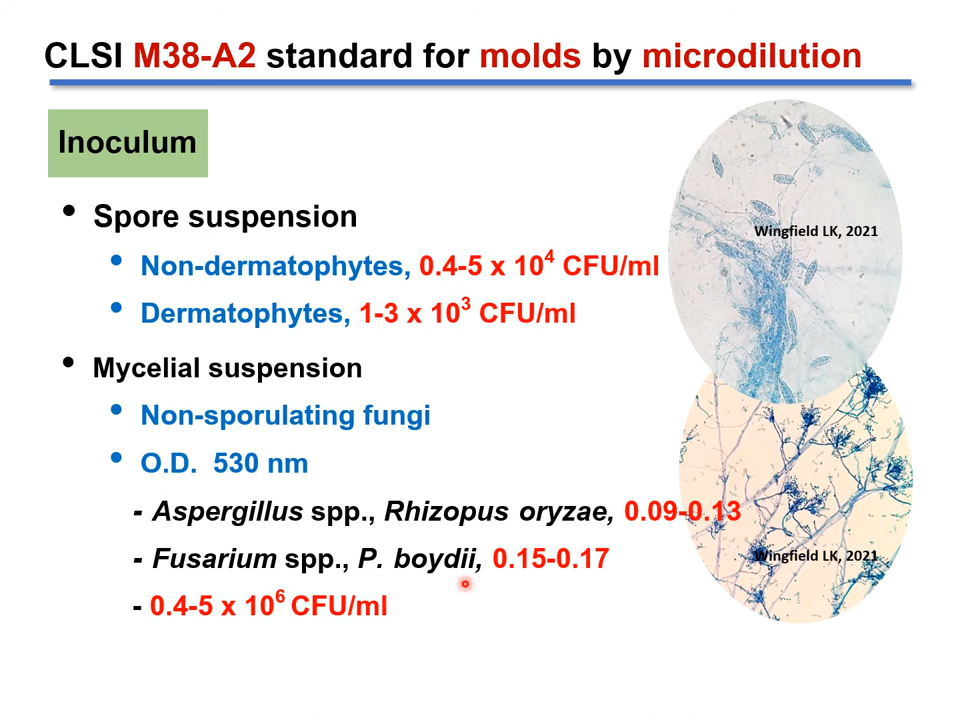 CLSI M38-A2 standard for molds by microdilution
Inoculum
• Spore suspension
• Non-dermatophytes, 0.4-5 x 10⁴ CFU/ml
• Dermatophytes, 1-3 x 10³ CFU/ml
• Mycelial suspension
• Non-sporulating fungi
• O.D. 530 nm
- Aspergillus spp., Rhizopus oryzae, 0.09-0.13
- Fusarium spp., P. boydii, 0.15-0.17
- 0.4-5 x 10⁶ CFU/ml
Wingfield LK, 2021
Wingfield LK, 2021